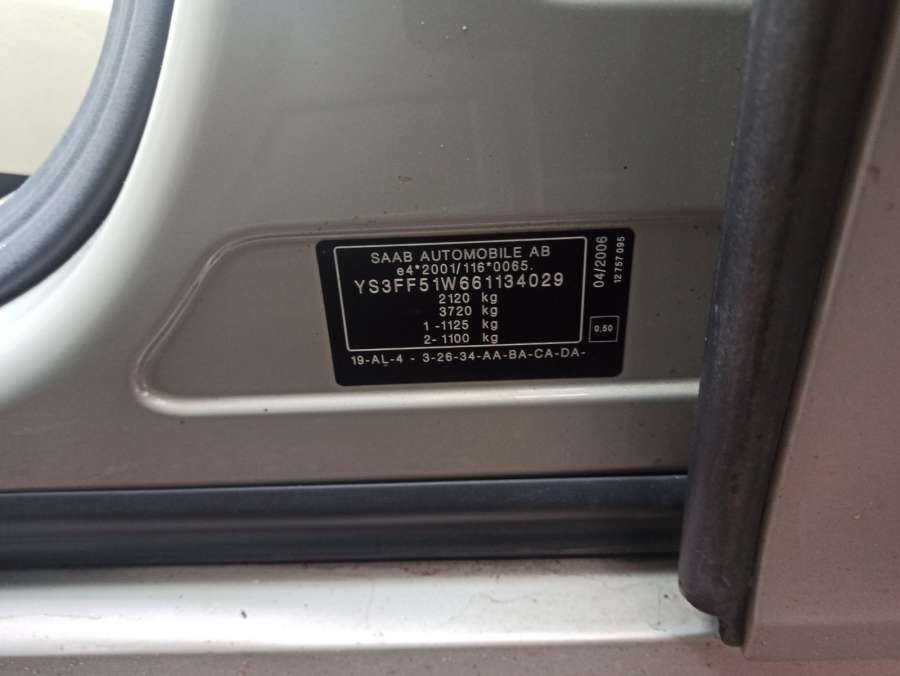 SAAB AUTOMOBILE AB
e4*2001/116*0065.
YS3FF51W661134029
2120 kg
3720 kg
1 -1125 kg
2- 1100 kg
19-AL-4 - 3-26-34-AA-BA-CA-DA-
04/2006
12 757 095
0,50